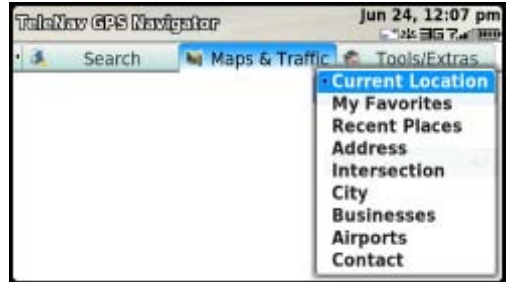 TeleNav GPS Navigator
Jun 24, 12:07 pm
3G
Search
Maps & Traffic
Tools/Extras
Current Location
My Favorites
Recent Places
Address
Intersection
City
Businesses
Airports
Contact